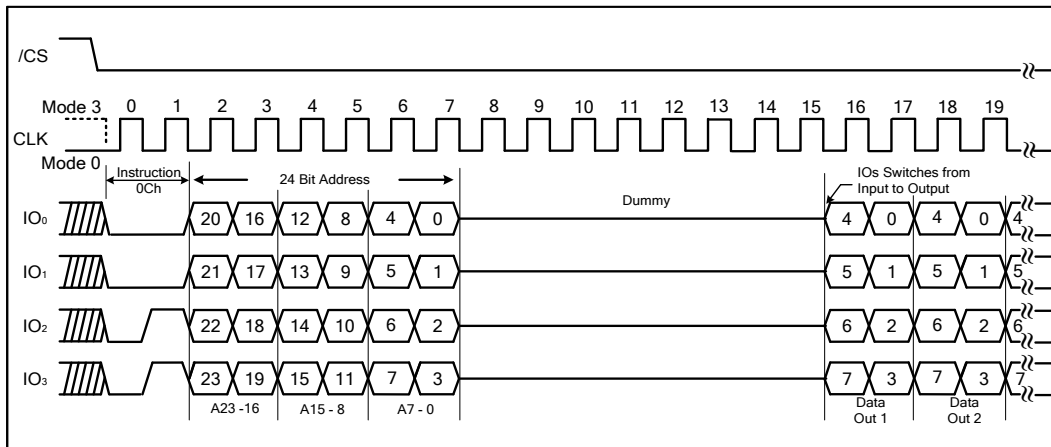 /CS
Mode 3 0 1 2 3 4 5 6 7 8 9 10 11 12 13 14 15 16 17 18 19
CLK
Mode 0
Instruction
0Ch
24 Bit Address
IOs Switches from
Input to Output
Dummy
IO₀ 20 16 12 8 4 0 4 0 4 0 4
IO₁ 21 17 13 9 5 1 5 1 5 1 5
IO₂ 22 18 14 10 6 2 6 2 6 2 6
IO₃ 23 19 15 11 7 3 7 3 7 3 7
A23 -16 A15 - 8 A7 - 0
Data
Out 1
Data
Out 2